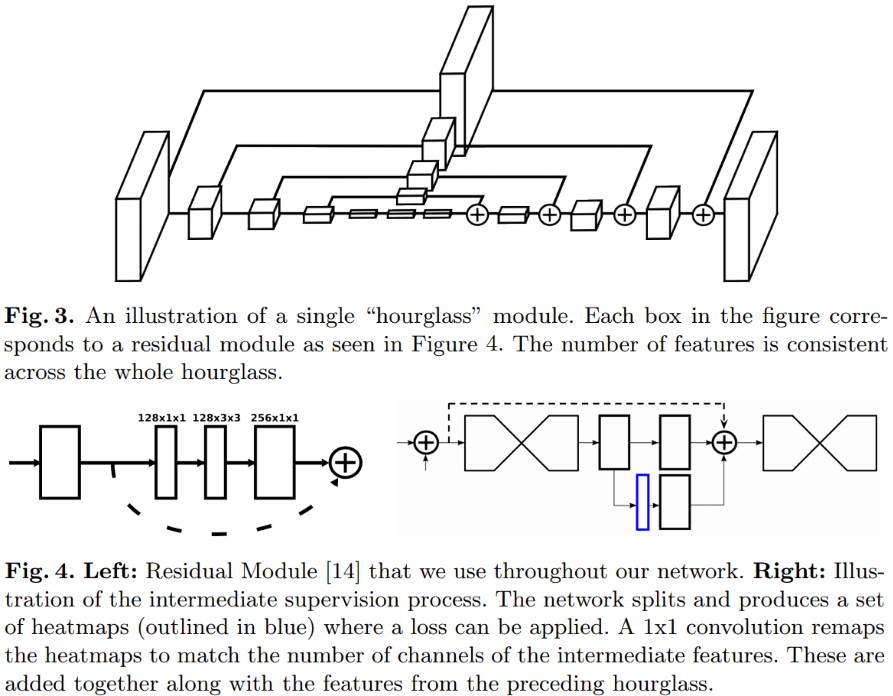 Fig. 3. An illustration of a single “hourglass” module. Each box in the figure corre-
sponds to a residual module as seen in Figure 4. The number of features is consistent
across the whole hourglass.
128x1x1 128x3x3 256x1x1
Fig. 4. Left: Residual Module [14] that we use throughout our network. Right: Illus-
tration of the intermediate supervision process. The network splits and produces a set
of heatmaps (outlined in blue) where a loss can be applied. A 1x1 convolution remaps
the heatmaps to match the number of channels of the intermediate features. These are
added together along with the features from the preceding hourglass.